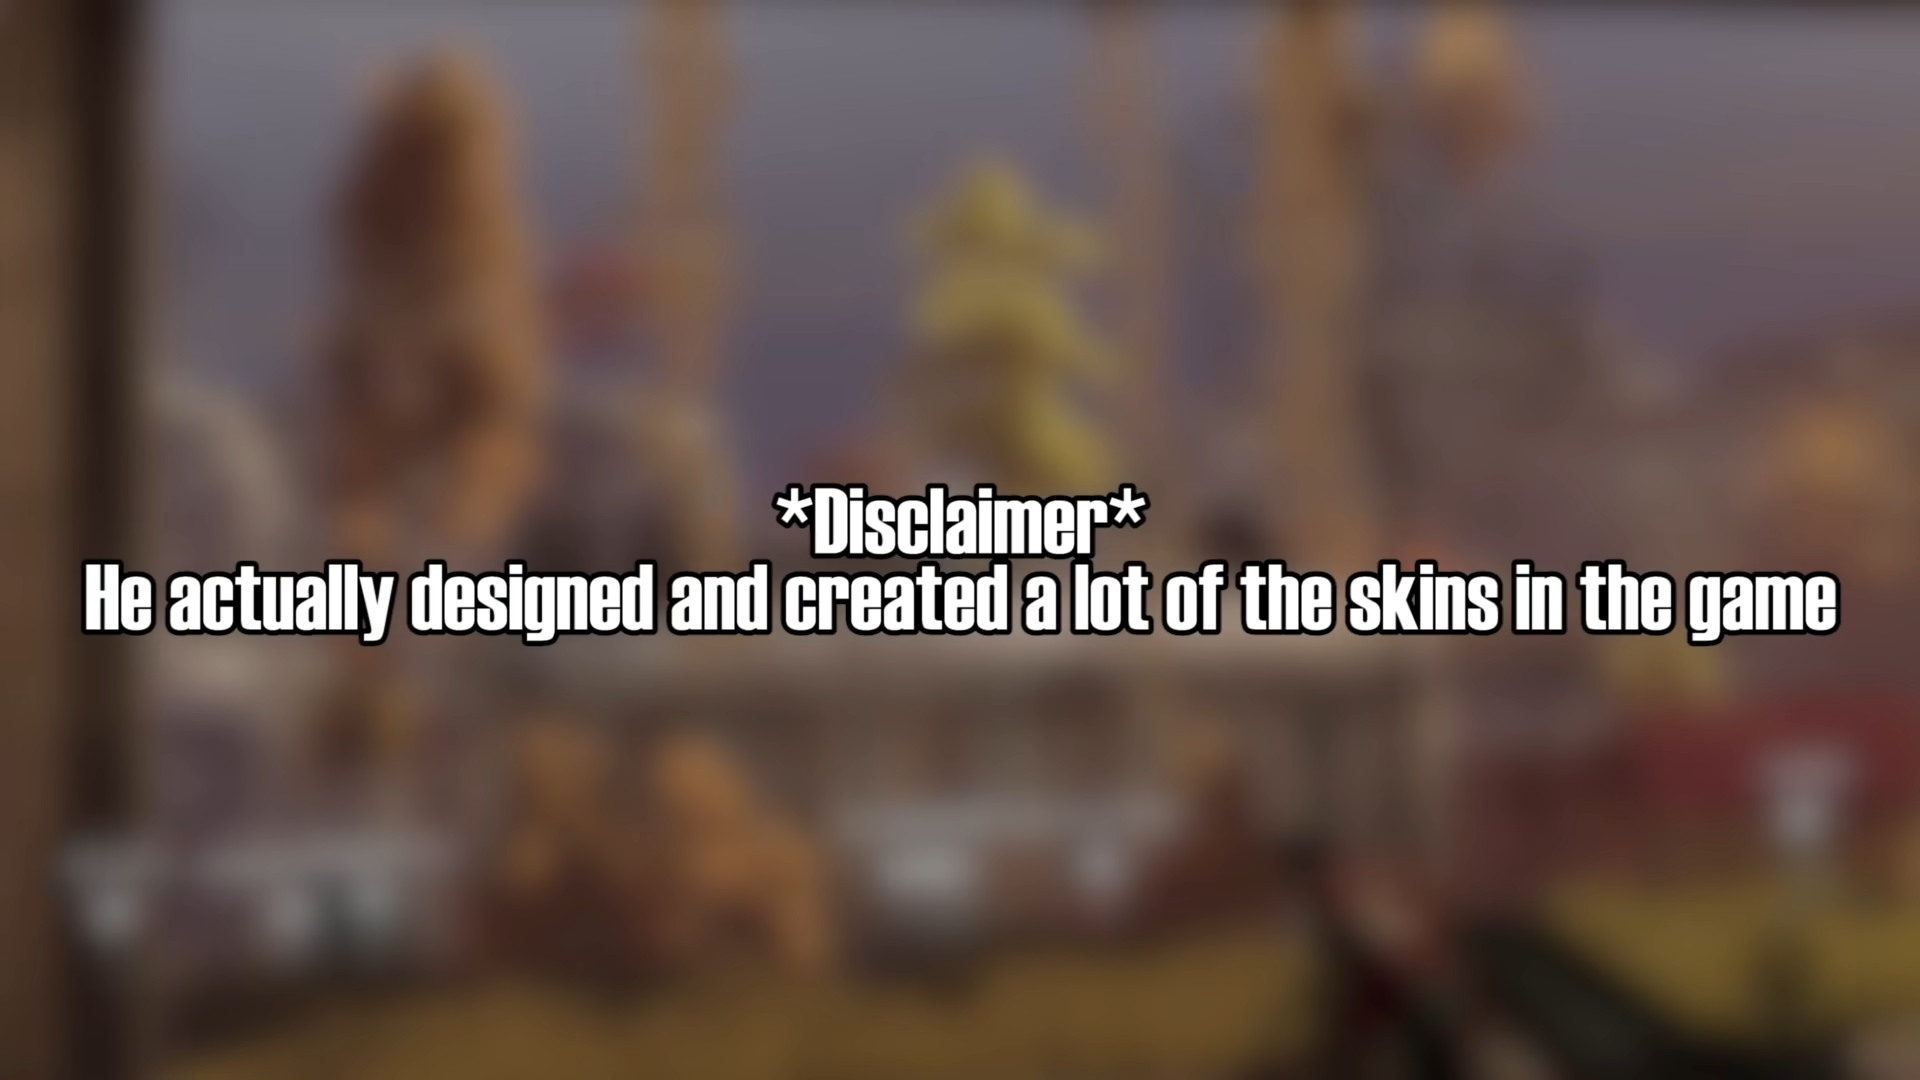 *Disclaimer*
He actually designed and created a lot of the skins in the game